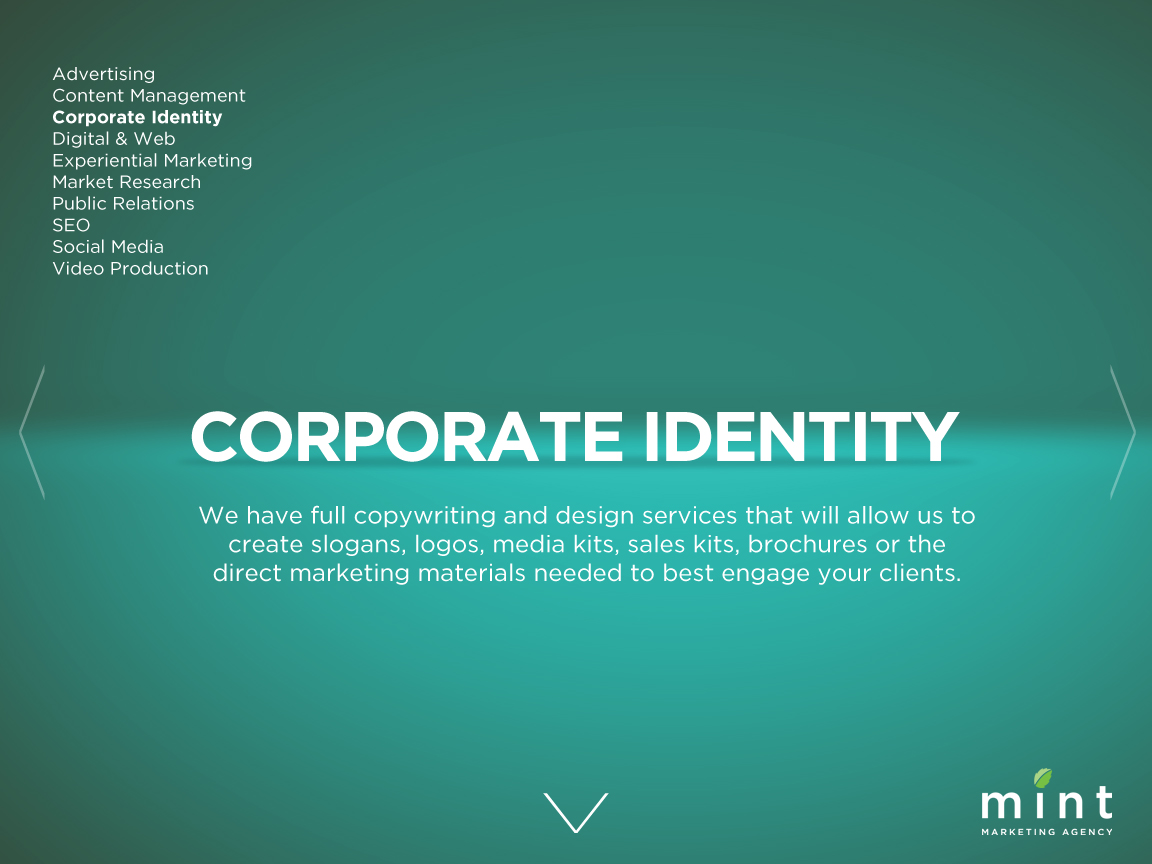 Advertising
Content Management
Corporate Identity
Digital & Web
Experiential Marketing
Market Research
Public Relations
SEO
Social Media
Video Production
CORPORATE IDENTITY
We have full copywriting and design services that will allow us to
create slogans, logos, media kits, sales kits, brochures or the
direct marketing materials needed to best engage your clients.
mint
MARKETING AGENCY